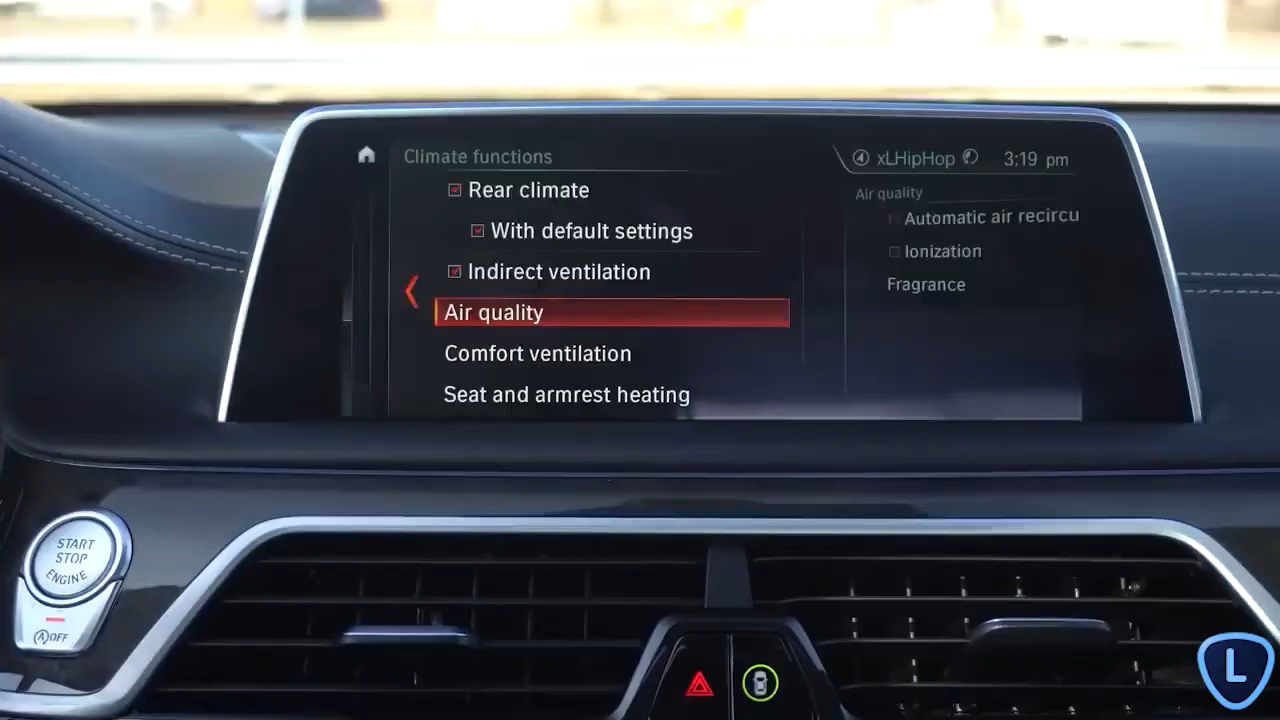 Climate functions
xLHipHop
3:19 pm
Rear climate
With default settings
Indirect ventilation
Air quality
Comfort ventilation
Seat and armrest heating
Air quality
Automatic air recircu
Ionization
Fragrance
START
STOP
ENGINE
A OFF
L